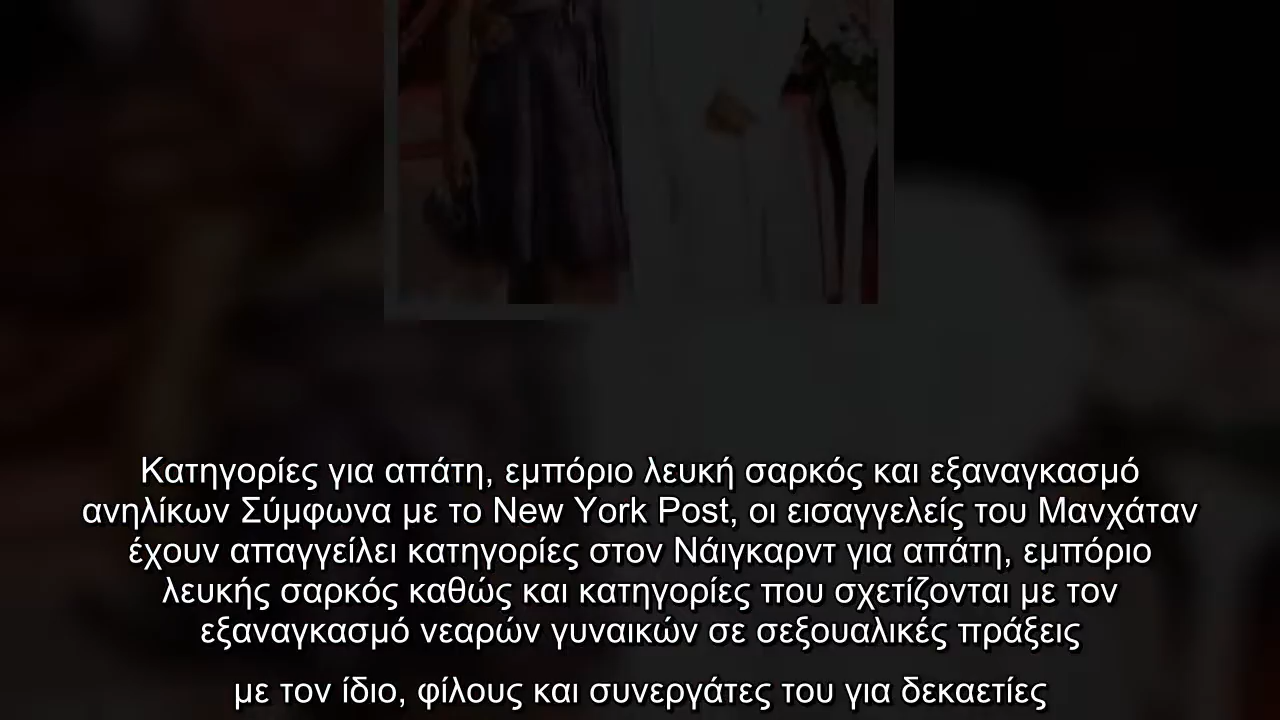 Κατηγορίες για απάτη, εμπόριο λευκή σαρκός και εξαναγκασμό
ανηλίκων Σύμφωνα με το New York Post, οι εισαγγελείς του Μανχάταν
έχουν απαγγείλει κατηγορίες στον Νάιγκαρντ για απάτη, εμπόριο
λευκής σαρκός καθώς και κατηγορίες που σχετίζονται με τον
εξαναγκασμό νεαρών γυναικών σε σεξουαλικές πράξεις
με τον ίδιο, φίλους και συνεργάτες του για δεκαετίες